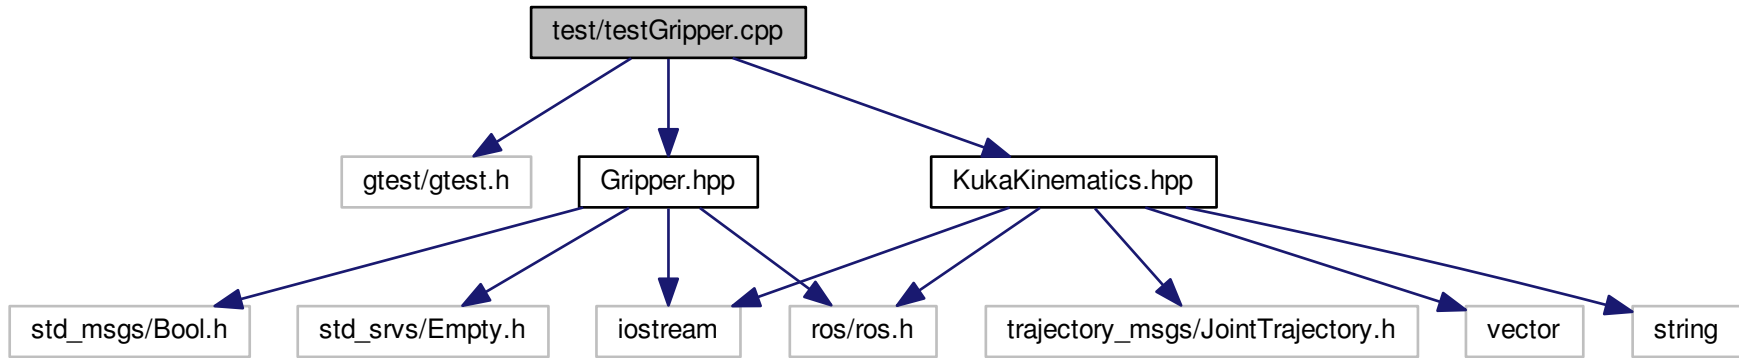 test/testGripper.cpp
gtest/gtest.h
Gripper.hpp
KukaKinematics.hpp
std_msgs/Bool.h
std_srvs/Empty.h
iostream
ros/ros.h
trajectory_msgs/JointTrajectory.h
vector
string